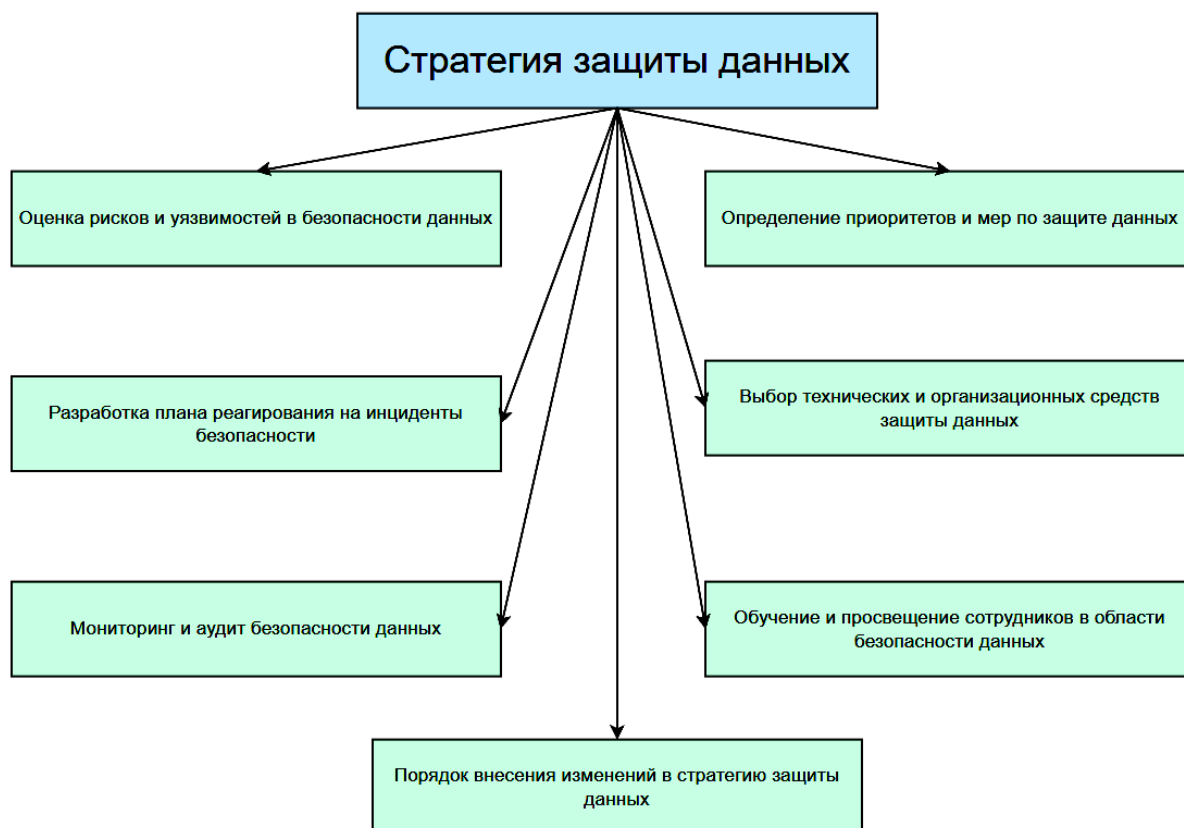 Стратегия защиты данных
Оценка рисков и уязвимостей в безопасности данных
Определение приоритетов и мер по защите данных
Разработка плана реагирования на инциденты
безопасности
Выбор технических и организационных средств
защиты данных
Мониторинг и аудит безопасности данных
Обучение и просвещение сотрудников в области
безопасности данных
Порядок внесения изменений в стратегию защиты
данных